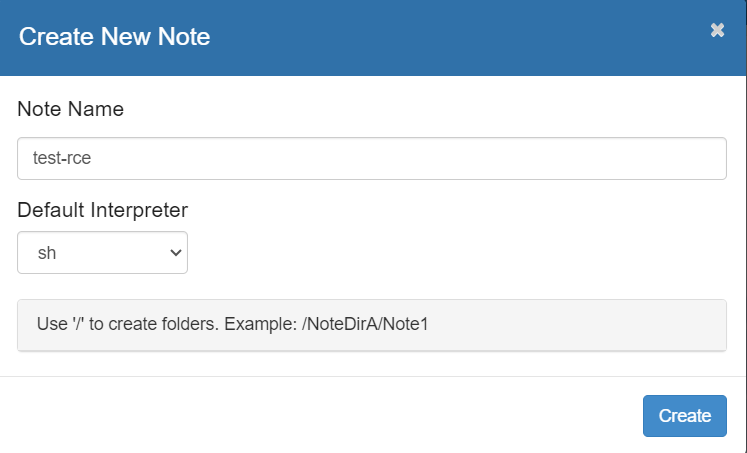 Create New Note
Note Name
test-rce
Default Interpreter
sh
Use '/' to create folders. Example: /NoteDirA/Note1
Create